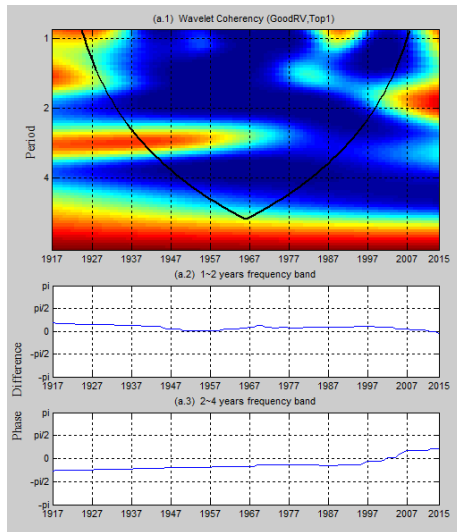 (a.1) Wavelet Coherency (GoodRV,Top1)
Period
1
2
4
1917 1927 1937 1947 1957 1967 1977 1987 1997 2007 2015
(a.2) 1~2 years frequency band
Phase Difference
pi
pi/2
0
-pi/2
-pi
1917 1927 1937 1947 1957 1967 1977 1987 1997 2007 2015
(a.3) 2~4 years frequency band
pi
pi/2
0
-pi/2
-pi
1917 1927 1937 1947 1957 1967 1977 1987 1997 2007 2015